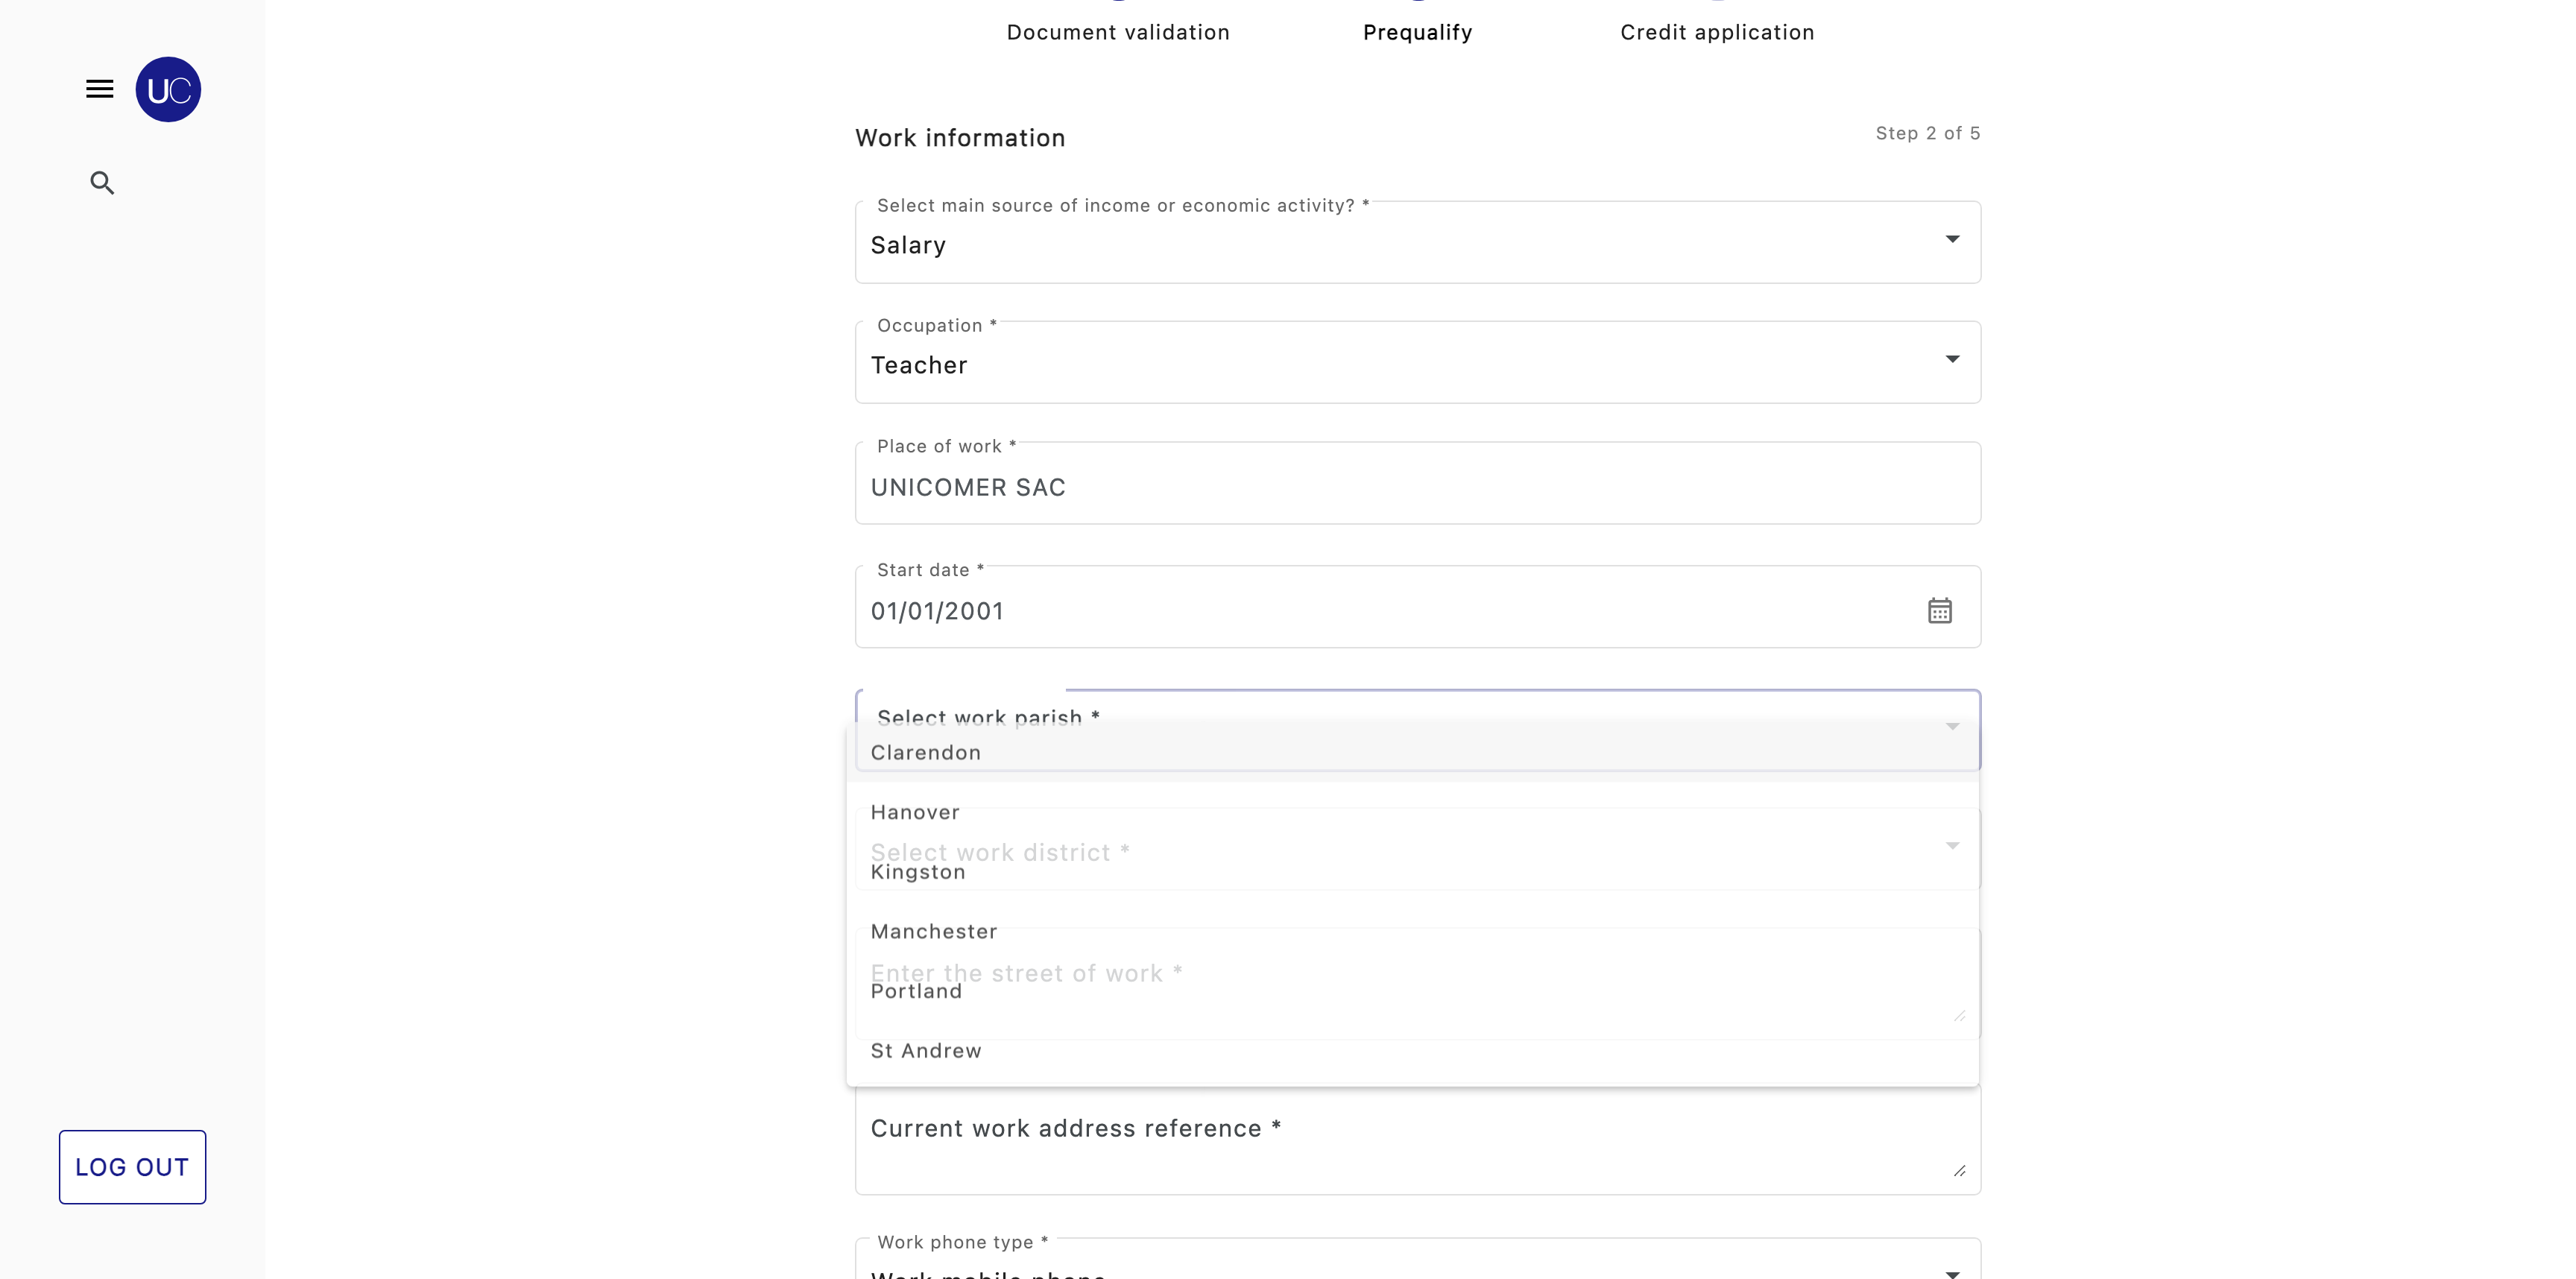 Document validation
Prequalify
Credit application
UC
Work information
Step 2 of 5
Select main source of income or economic activity? *
Salary
Occupation *
Teacher
Place of work *
UNICOMER SAC
Start date *
01/01/2001
Select work parish *
Clarendon
Hanover
Select work district *
Kingston
Manchester
Enter the street of work *
Portland
St Andrew
Current work address reference *
LOG OUT
Work phone type *
Work mobile phone